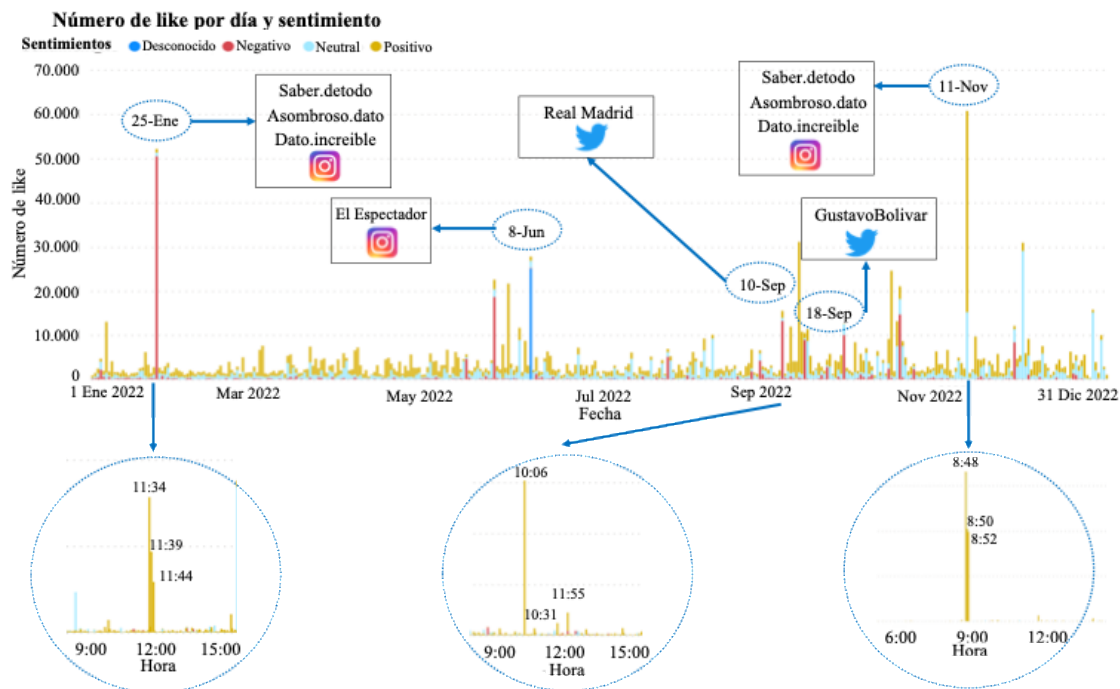 Número de like por día y sentimiento
Sentimientos Desconocido Negativo Neutral Positivo
70.000
60.000
50.000
40.000
30.000
20.000
10.000
0
Número de like
25-Ene
Saber.detodo
Asombroso.dato
Dato.increible
El Espectador
8-Jun
Real Madrid
10-Sep
Saber.detodo
Asombroso.dato
Dato.increible
11-Nov
GustavoBolivar
18-Sep
1 Ene 2022 Mar 2022 May 2022 Jul 2022 Sep 2022 Nov 2022 31 Dic 2022
Fecha
11:34
11:39
11:44
9:00 12:00 15:00
Hora
10:06
11:55
10:31
9:00 12:00 15:00
Hora
8:48
8:50
8:52
6:00 9:00 12:00
Hora